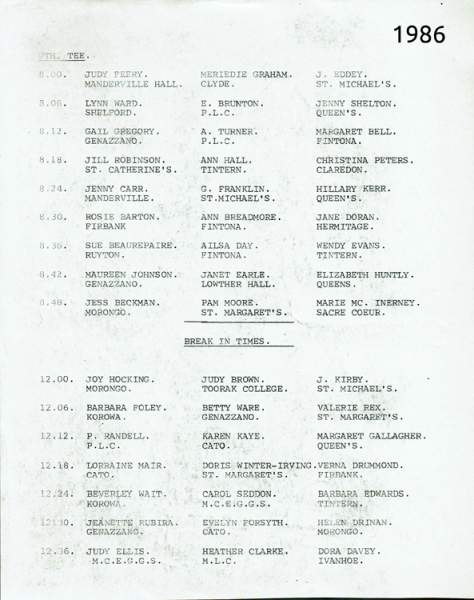 1986
TEE.
8.00. JUDY PERRY. MERIEDIE GRAHAM. J. EDDEY.
MANDERVILLE HALL. CLYDE. ST. MICHAEL'S.
8.06. LYNN WARD. E. BRUNTON. JENNY SHELTON.
SHELFORD. P.L.C. QUEEN'S.
8.12. GAIL GREGORY. A. TURNER. MARGARET BELL.
GENAZZANO. P.L.C. FINTONA.
8.18. JILL ROBINSON. ANN HALL. CHRISTINA PETERS.
ST. CATHERINE'S. TINTERN. CLAREDON.
8.24. JENNY CARR. G. FRANKLIN. HILLARY KERR.
MANDERVILLE. ST.MICHAEL'S. QUEEN'S.
8.30. ROSIE BARTON. ANN BREADMORE. JANE DORAN.
FIRBANK FINTONA. HERMITAGE.
8.36. SUE BEAUREPAIRE. AILSA DAY. WENDY EVANS.
RUYTON. FINTONA. TINTERN.
8.42. MAUREEN JOHNSON. JANET EARLE. ELIZABETH HUNTLY.
GENAZZANO. LOWTHER HALL. QUEENS.
8.48. JESS BECKMAN. PAM MOORE. MARIE MC. INERNEY.
MORONGO. ST. MARGARET'S. SACRE COEUR.
BREAK IN TIMES.
12.00. JOY HOCKING. JUDY BROWN. J. KIRBY.
MORONGO. TOORAK COLLEGE. ST. MICHAEL'S.
12.06. BARBARA FOLEY. BETTY WARE. VALERIE REX.
KOROWA. GENAZZANO. ST. MARGARET'S.
12.12. P. RANDELL. KAREN KAYE. MARGARET GALLAGHER.
P.L.C. CATO. QUEEN'S.
12.18. LORRAINE MAIR. DORIS WINTER-IRVING. VERNA DRUMMOND.
CATO. ST. MARGARET'S. FIRBANK.
12.24. BEVERLEY WAIT. CAROL SEDDON. BARBARA EDWARDS.
KOROWA. M.C.E.G.G.S. TINTERN.
12.30. JEANETTE RUBIRA. EVELYN FORSYTH. HELEN DRINAN.
GENAZZANO. CATO. MORONGO.
12.36. JUDY ELLIS. HEATHER CLARKE. DORA DAVEY.
M.C.E.G.G.S. M.L.C. IVANHOE.